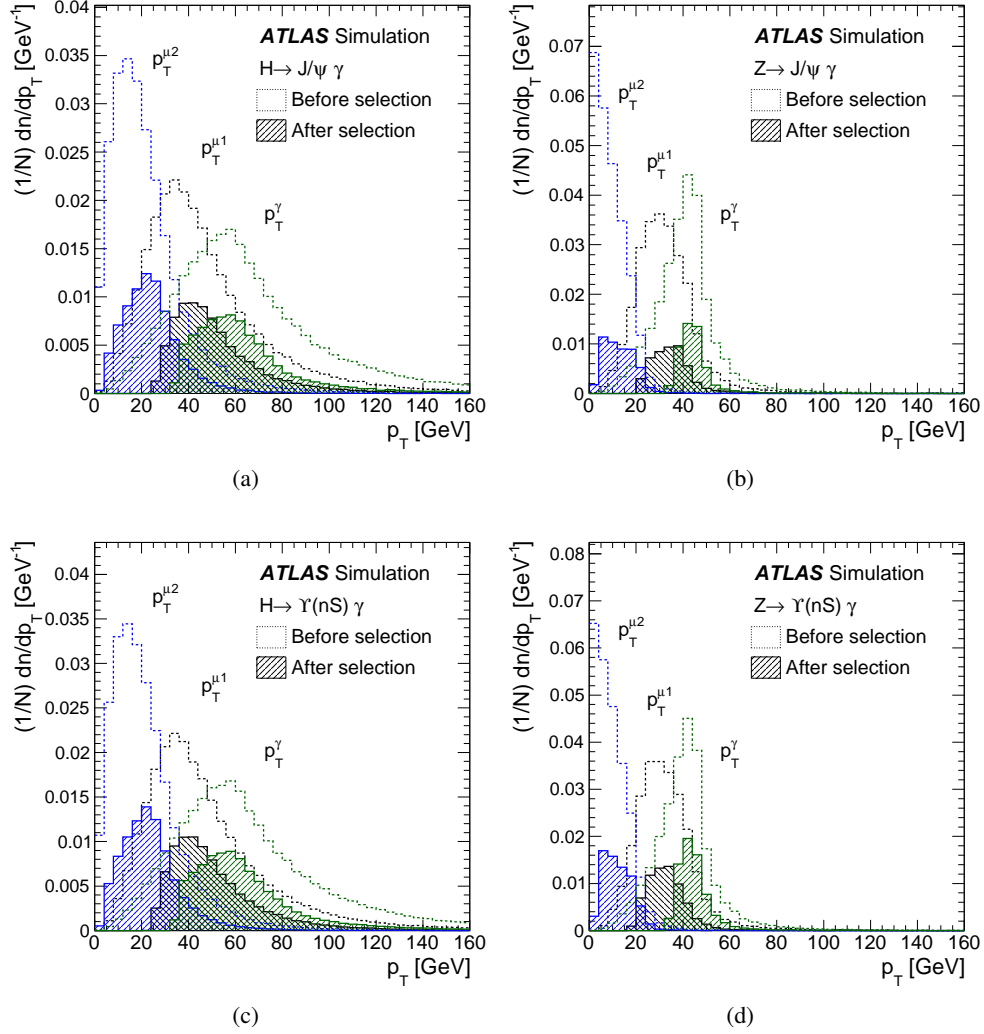 (1/N) dn/dp_T [GeV⁻¹]
0.04
0.035
0.03
0.025
0.02
0.015
0.01
0.005
0
ATLAS Simulation
H→ J/ψ γ
Before selection
After selection
p_T^μ2
p_T^μ1
p_T^γ
0 20 40 60 80 100 120 140 160
p_T [GeV]
(a)
(1/N) dn/dp_T [GeV⁻¹]
0.07
0.06
0.05
0.04
0.03
0.02
0.01
0
ATLAS Simulation
Z→ J/ψ γ
Before selection
After selection
p_T^μ2
p_T^μ1
p_T^γ
0 20 40 60 80 100 120 140 160
p_T [GeV]
(b)
(1/N) dn/dp_T [GeV⁻¹]
0.04
0.035
0.03
0.025
0.02
0.015
0.01
0.005
0
ATLAS Simulation
H→ ϒ(nS) γ
Before selection
After selection
p_T^μ2
p_T^μ1
p_T^γ
0 20 40 60 80 100 120 140 160
p_T [GeV]
(c)
(1/N) dn/dp_T [GeV⁻¹]
0.08
0.07
0.06
0.05
0.04
0.03
0.02
0.01
0
ATLAS Simulation
Z→ ϒ(nS) γ
Before selection
After selection
p_T^μ2
p_T^μ1
p_T^γ
0 20 40 60 80 100 120 140 160
p_T [GeV]
(d)